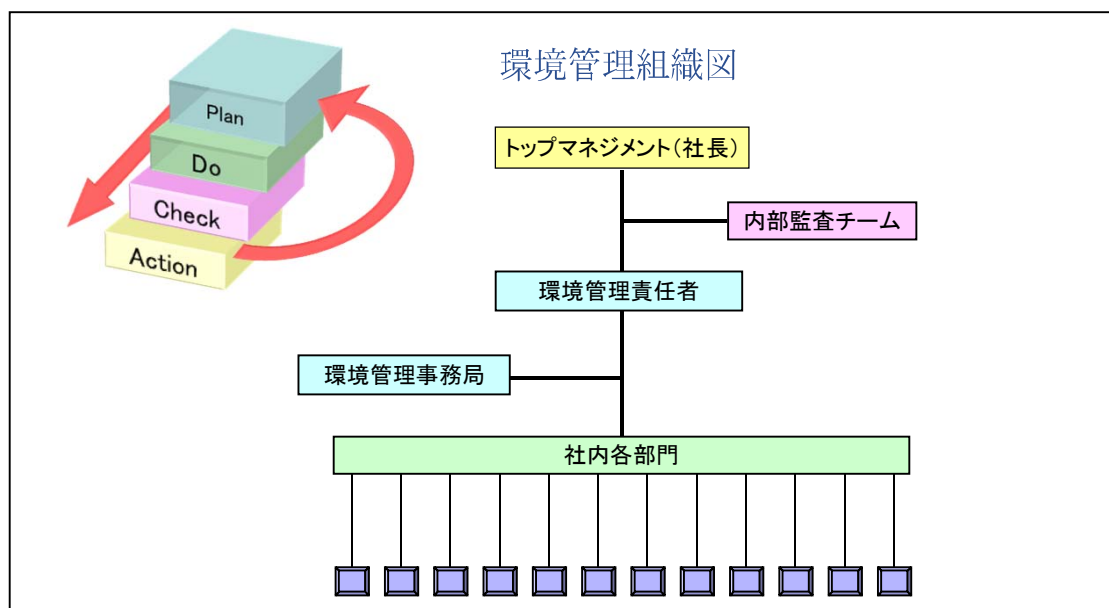 環境管理組織図
Plan
Do
Check
Action
トップマネジメント(社長)
内部監査チーム
環境管理責任者
環境管理事務局
社内各部門